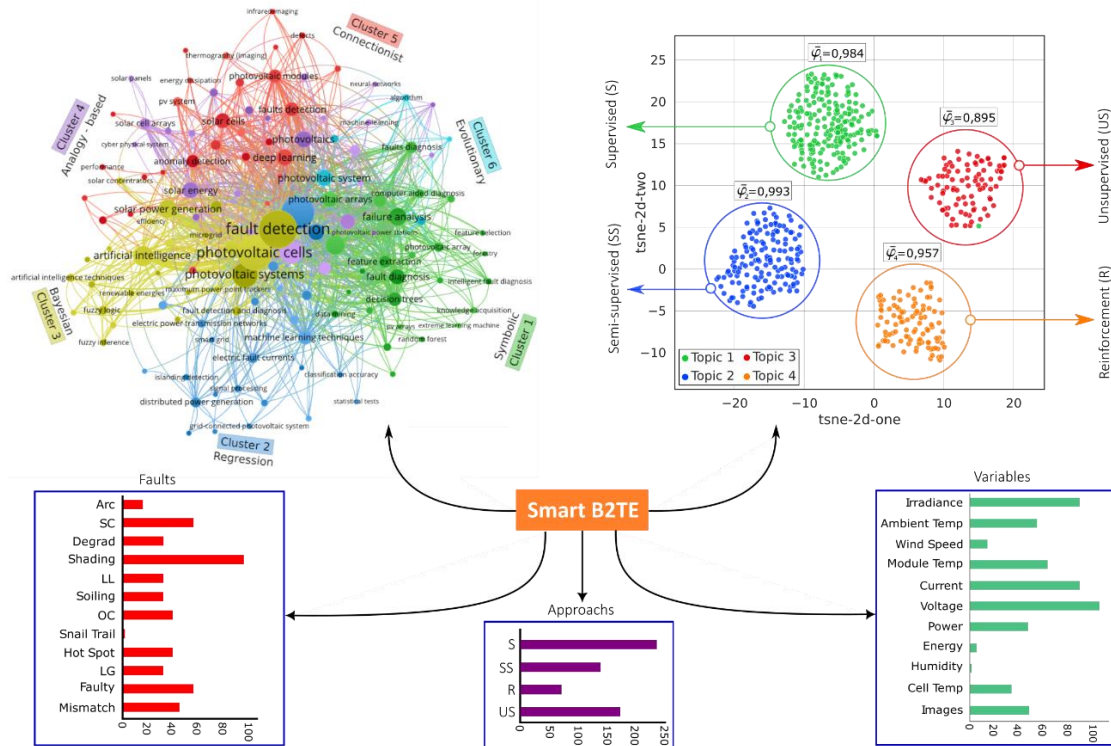 infrared imaging
Cluster 5
Connectionist
defects
thermography (imaging)
solar panels
energy dissipation
photovoltaic modules
neural-networks
algorithm
pv system
faults detection
Cluster 4
Analogy - based
solar cell arrays
solar cells
machine learning
Cluster 6
Evolutionary
cyber physical system
photovoltaics
faults diagnosis
performance
anomaly detection
deep learning
solar concentrators
photovoltaic system
computer aided diagnosis
solar energy
photovoltaic arrays
solar power generation
failure analysis
efficiency
fault detection
photovoltaic power stations
feature selection
microgrid
photovoltaic array
artificial intelligence
photovoltaic cells
forestry
feature extraction
artificial intelligence techniques
photovoltaic systems
fault diagnosis
intelligent fault diagnosis
maximum power point trackers
renewable energies
decision trees
Bayesian
Cluster 3
fuzzy logic
fault detection and diagnosis
data mining
knowledge acquisition
electric power transmission networks
pv arrays
extreme learning machine
fuzzy inference
smart grid
machine learning techniques
random forest
Symbolic
Cluster 1
electric fault currents
islanding detection
classification accuracy
signal processing
distributed power generation
statistical tests
grid-connected photovoltaic system
Cluster 2
Regression
Supervised (S)
Semi-supervised (SS)
Unsupervised (US)
Reinforcement (R)
tsne-2d-two
25
20
15
10
5
0
−5
−10
φ̄₁=0,984
φ̄₃=0,895
φ̄₂=0,993
φ̄₄=0,957
Topic 1
Topic 3
Topic 2
Topic 4
−20
−10
0
10
20
tsne-2d-one
Smart B2TE
Faults
Arc
SC
Degrad
Shading
LL
Soiling
OC
Snail Trail
Hot Spot
LG
Faulty
Mismatch
0
20
40
60
80
100
Approachs
S
SS
R
US
0
50
100
150
200
250
Variables
Irradiance
Ambient Temp
Wind Speed
Module Temp
Current
Voltage
Power
Energy
Humidity
Cell Temp
Images
0
20
40
60
80
100